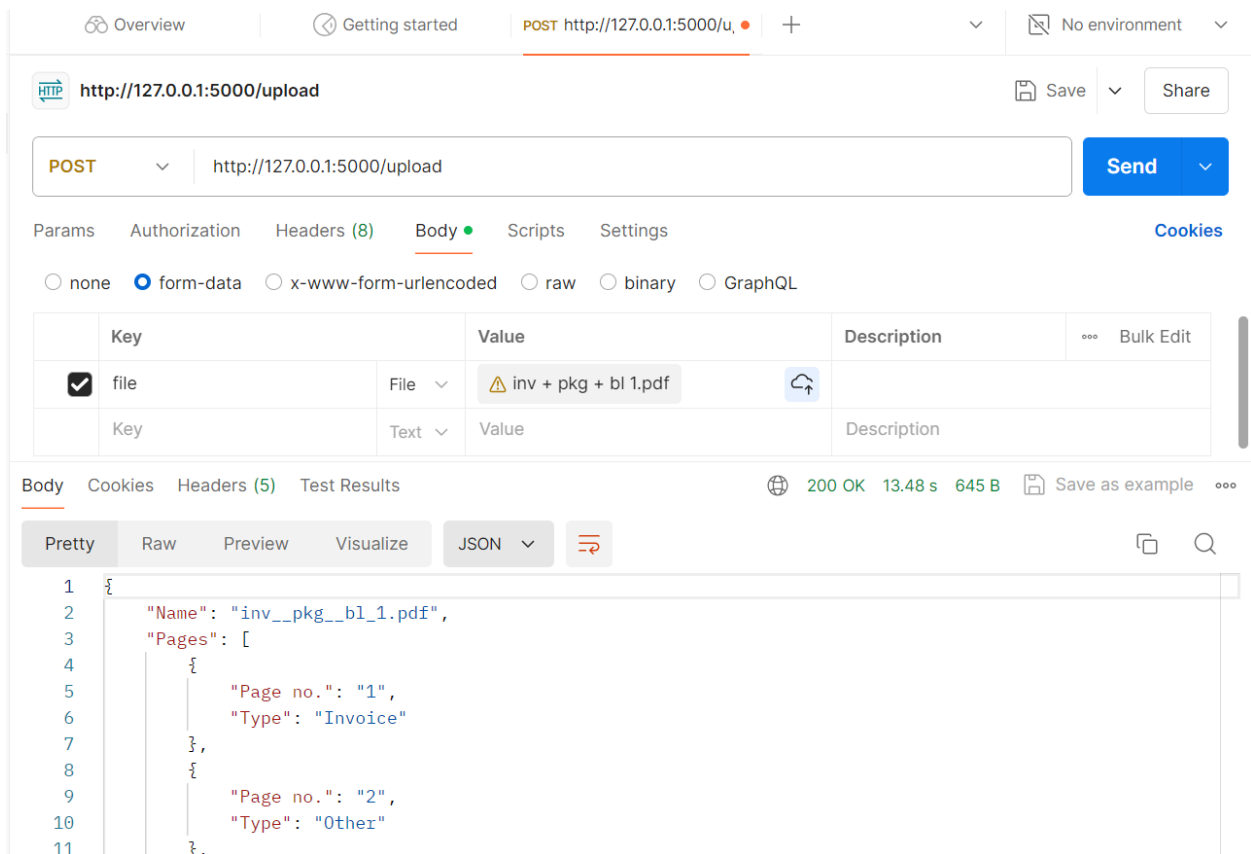 Overview Getting started POST http://127.0.0.1:5000/u, No environment
HTTP http://127.0.0.1:5000/upload Save Share
POST http://127.0.0.1:5000/upload Send
Params Authorization Headers (8) Body Scripts Settings Cookies
none form-data x-www-form-urlencoded raw binary GraphQL
Key Value Description Bulk Edit
file File inv + pkg + bl 1.pdf
Key Text Value Description
Body Cookies Headers (5) Test Results 200 OK 13.48 s 645 B Save as example
Pretty Raw Preview Visualize JSON
1 {
2 "Name": "inv__pkg__bl_1.pdf",
3 "Pages": [
4 {
5 "Page no.": "1",
6 "Type": "Invoice"
7 },
8 {
9 "Page no.": "2",
10 "Type": "Other"
11 },